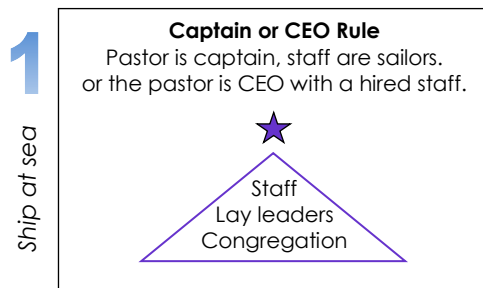 1
Ship at sea
Captain or CEO Rule
Pastor is captain, staff are sailors.
or the pastor is CEO with a hired staff.
Staff
Lay leaders
Congregation